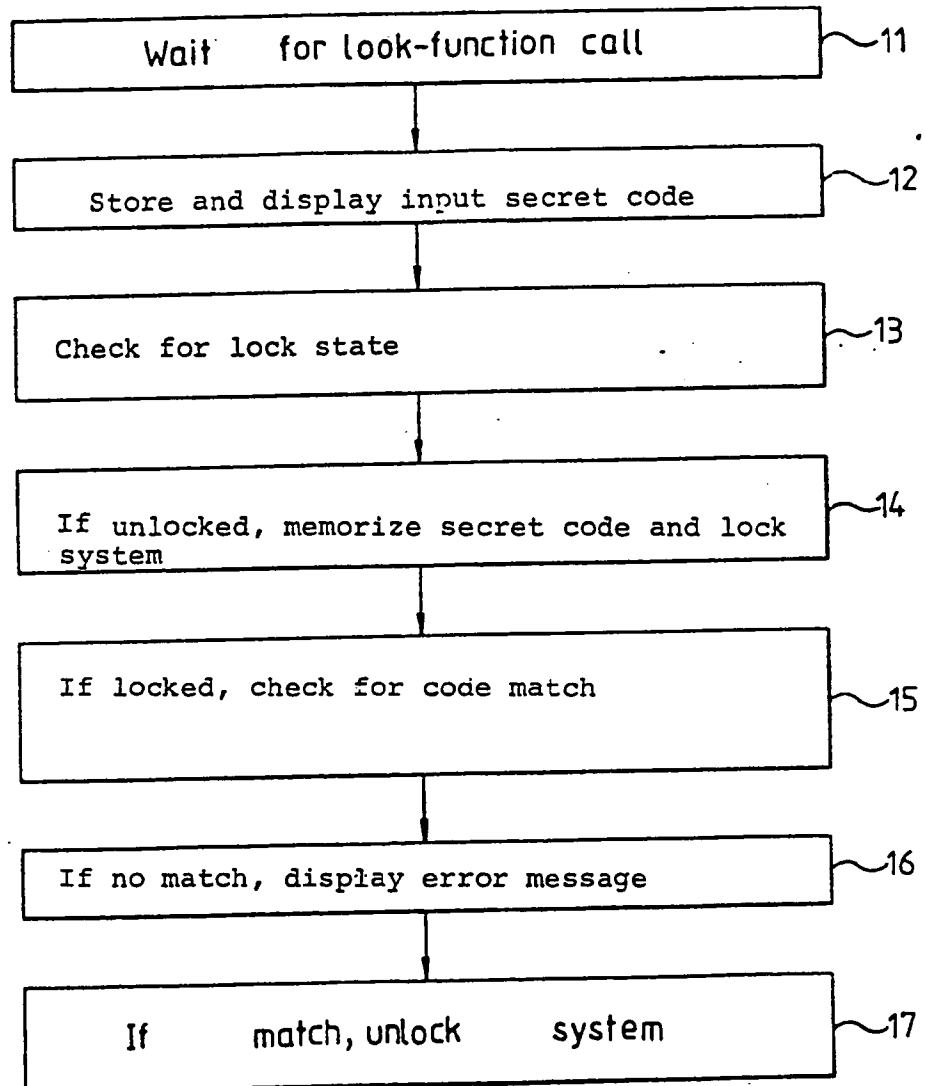 Wait for look-function call
11
Store and display input secret code
12
Check for lock state
13
If unlocked, memorize secret code and lock
system
14
If locked, check for code match
15
If no match, display error message
16
If match, unlock system
17